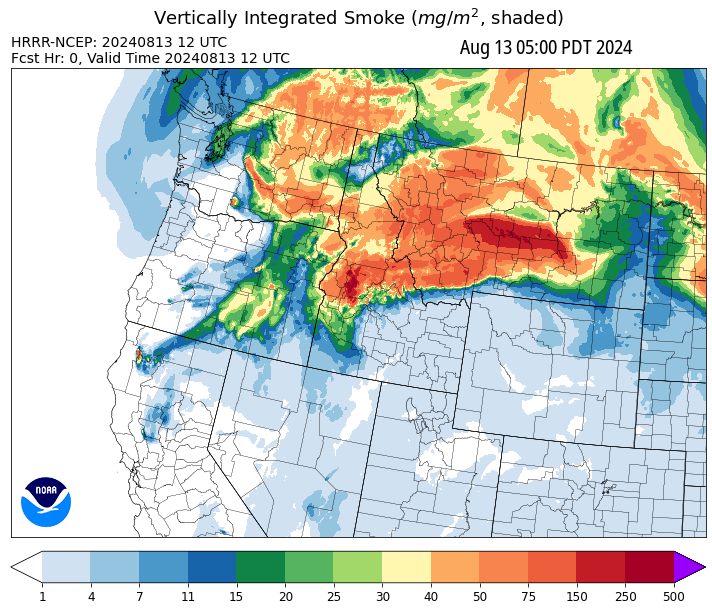 Vertically Integrated Smoke (mg/m², shaded)
HRRR-NCEP: 20240813 12 UTC
Aug 13 05:00 PDT 2024
Fcst Hr: 0, Valid Time 20240813 12 UTC
NOAA
1 4 7 11 15 20 25 30 40 50 75 150 250 500